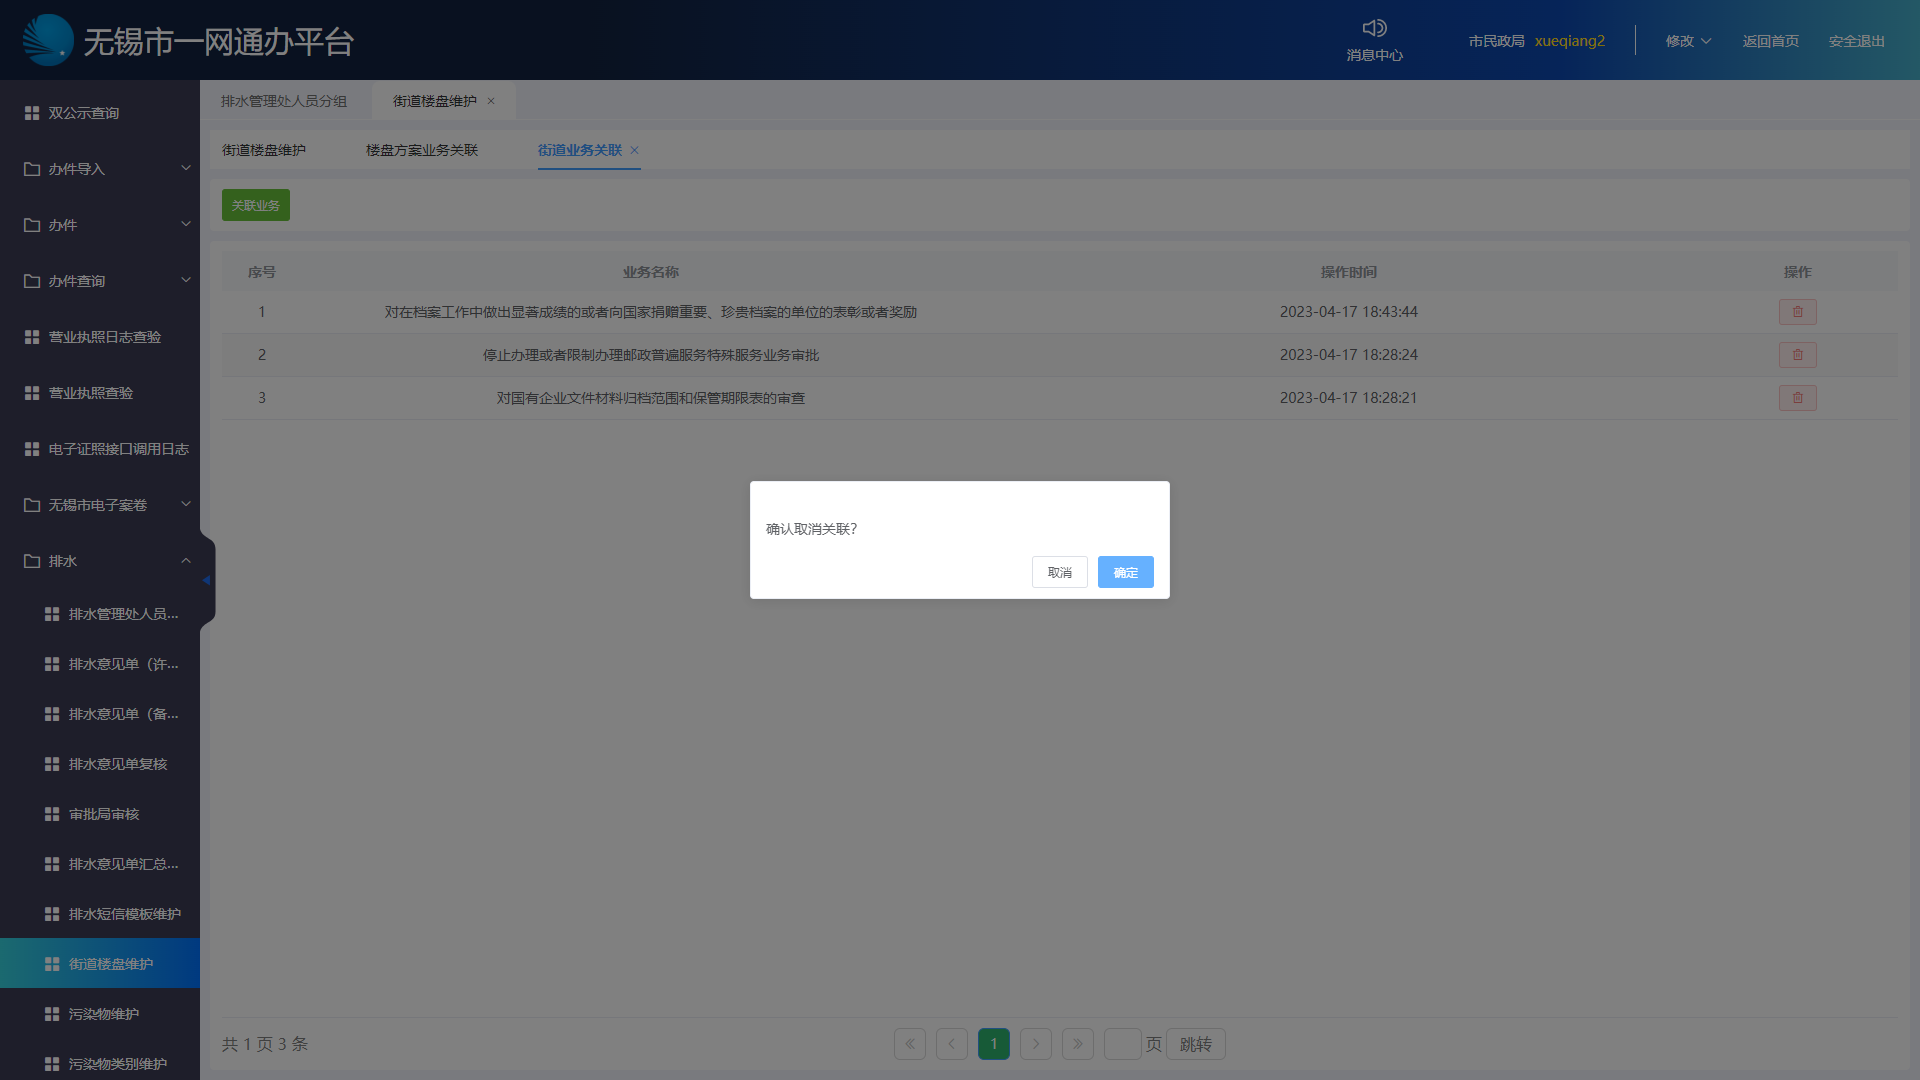 无锡市一网通办平台
消息中心
市民政局 xueqiang2
修改
返回首页
安全退出
双公示查询
办件导入
办件
办件查询
营业执照日志查验
营业执照查验
电子证照接口调用日志
无锡市电子案卷
排水
排水管理处人员...
排水意见单（许...
排水意见单（备...
排水意见单复核
审批局审核
排水意见单汇总...
排水短信模板维护
街道楼盘维护
污染物维护
污染物类别维护
排水管理处人员分组
街道楼盘维护
街道楼盘维护
楼盘方案业务关联
街道业务关联
关联业务
序号 业务名称 操作时间 操作
1 对在档案工作中做出显著成绩的或者向国家捐赠重要、珍贵档案的单位的表彰或者奖励 2023-04-17 18:43:44
2 停止办理或者限制办理邮政普遍服务特殊服务业务审批 2023-04-17 18:28:24
3 对国有企业文件材料归档范围和保管期限表的审查 2023-04-17 18:28:21
确认取消关联？
取消
确定
共 1 页 3 条
1
页
跳转